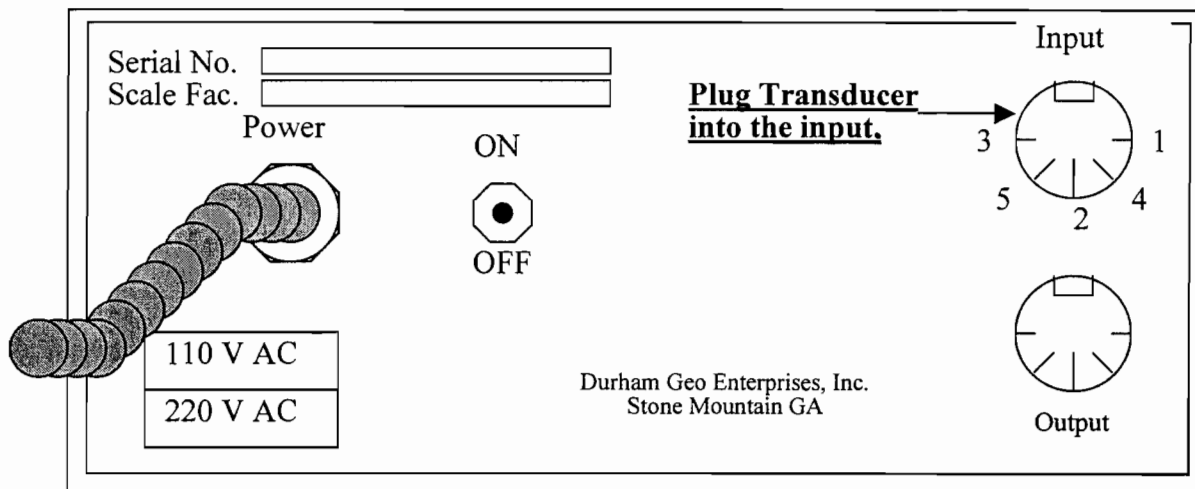 Input
Serial No.
Scale Fac.
Plug Transducer
into the input.
Power
ON
3
1
5
4
2
OFF
110 V AC
220 V AC
Durham Geo Enterprises, Inc.
Stone Mountain GA
Output